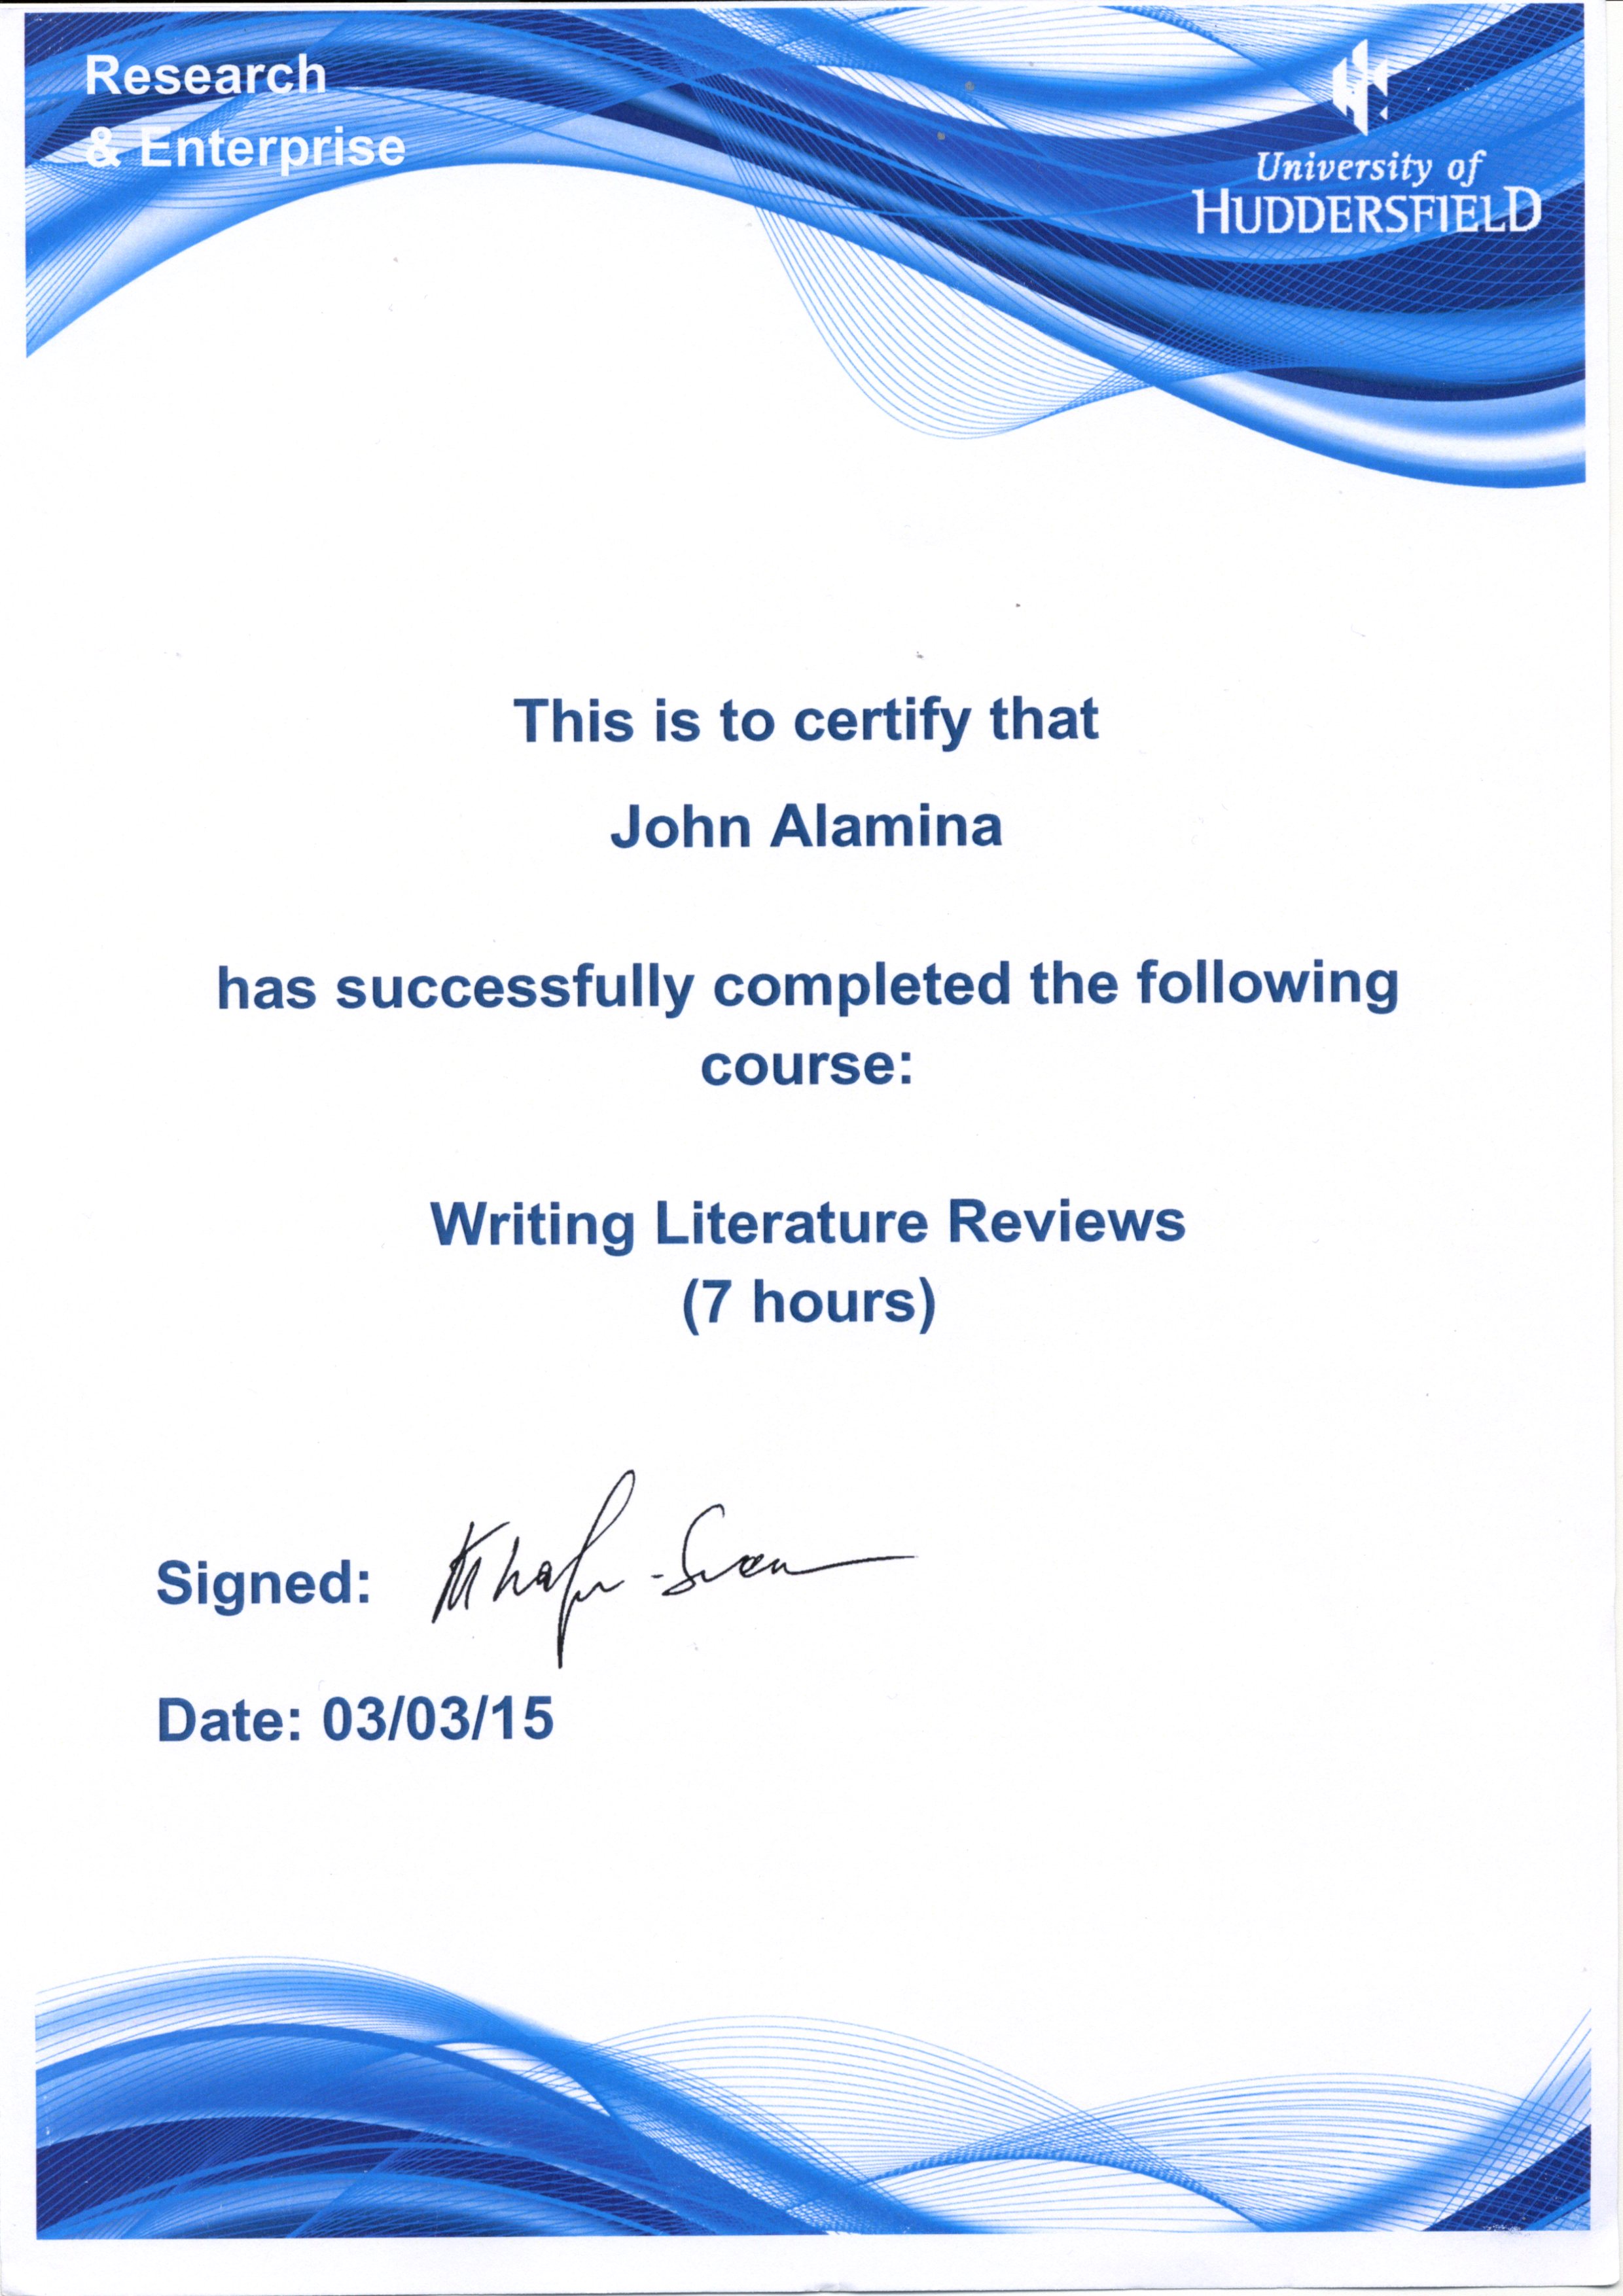 Research
& Enterprise
University of
HUDDERSFIELD
This is to certify that
John Alamina
has successfully completed the following
course:
Writing Literature Reviews
(7 hours)
Signed:
Date: 03/03/15